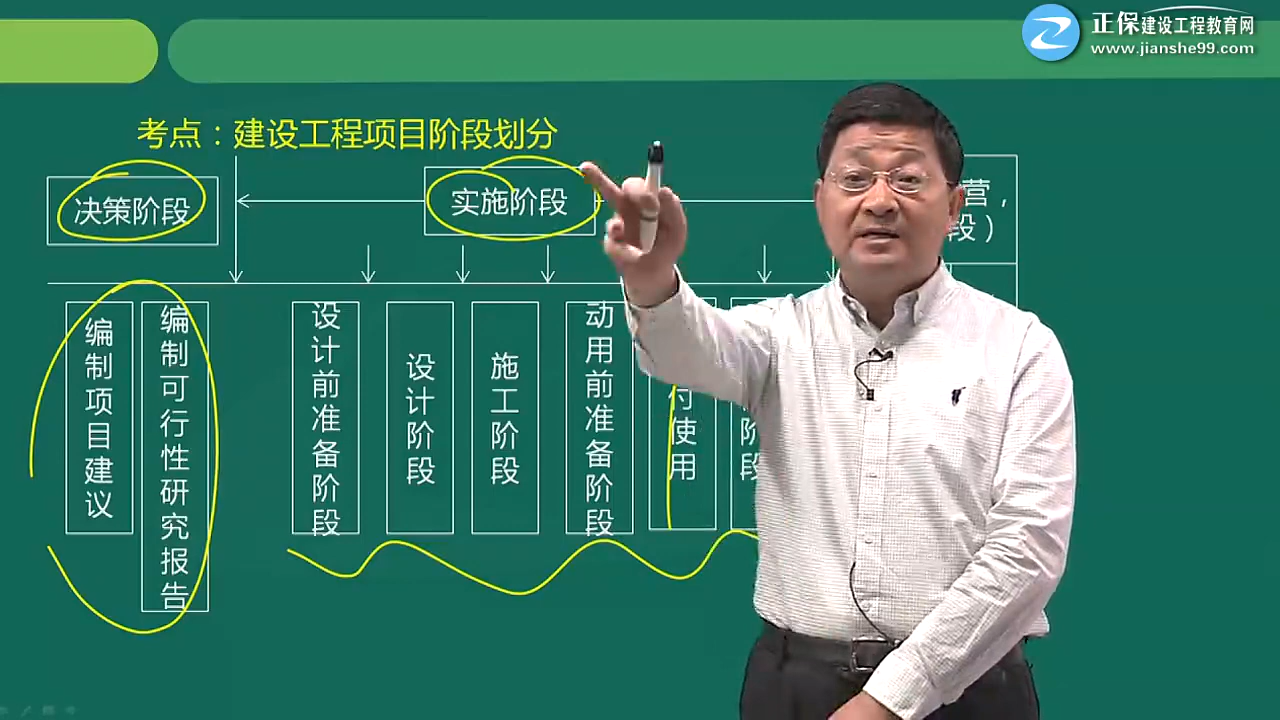 正保建设工程教育网
www.jianshe99.com
考点：建设工程项目阶段划分
决策阶段
实施阶段
营，
段）
编制项目建议
编制可行性研究报告
设计前准备阶段
设计阶段
施工阶段
动用前准备阶段
付使用
阶段